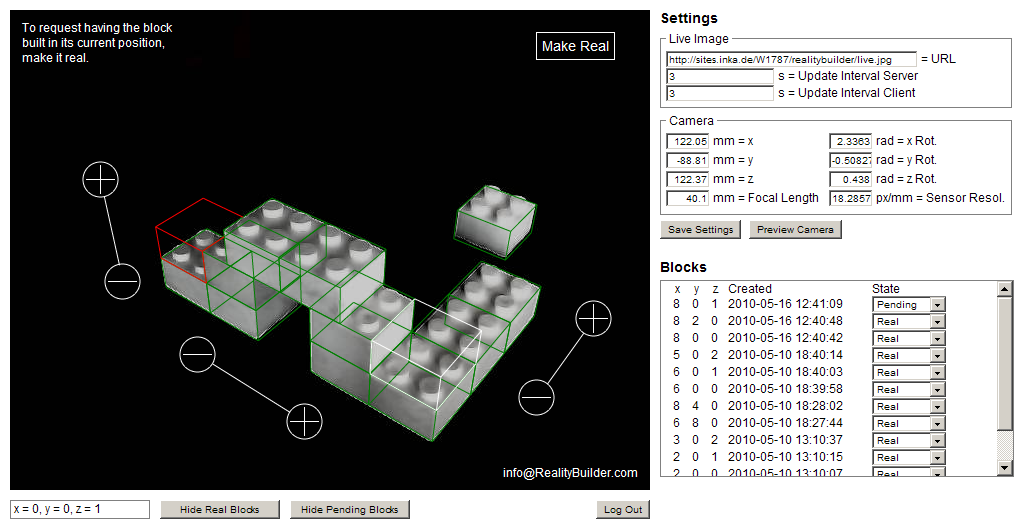 To request having the block
built in its current position,
make it real.
Make Real
info@RealityBuilder.com
x = 0, y = 0, z = 1
Hide Real Blocks
Hide Pending Blocks
Log Out
Settings
Live Image
http://sites.inka.de/W1787/realitybuilder/live.jpg = URL
3 s = Update Interval Server
3 s = Update Interval Client
Camera
122.05 mm = x 2.3363 rad = x Rot.
-88.81 mm = y -0.50827 rad = y Rot.
122.37 mm = z 0.438 rad = z Rot.
40.1 mm = Focal Length 18.2857 px/mm = Sensor Resol.
Save Settings Preview Camera
Blocks
x y z Created State
8 0 1 2010-05-16 12:41:09 Pending
8 2 0 2010-05-16 12:40:48 Real
8 0 0 2010-05-16 12:40:42 Real
5 0 2 2010-05-10 18:40:14 Real
6 0 1 2010-05-10 18:40:03 Real
6 0 0 2010-05-10 18:39:58 Real
8 4 0 2010-05-10 18:28:02 Real
6 8 0 2010-05-10 18:27:44 Real
3 0 2 2010-05-10 13:10:37 Real
2 0 1 2010-05-10 13:10:15 Real
2 0 0 2010-05-10 13:10:07 Real